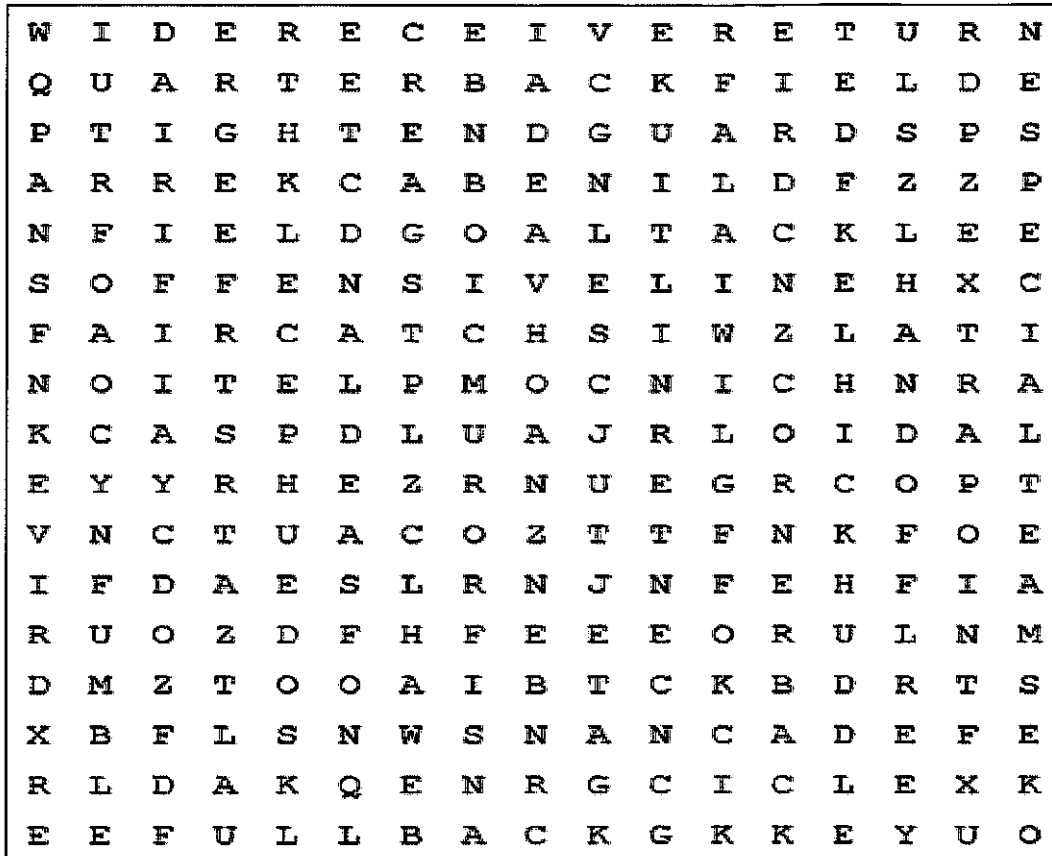 W I D E R E C E I V E R E T U R N
Q U A R T E R B A C K F I E L D E
P T I G H T E N D G U A R D S P S
A R R E K C A B E N I L D F Z Z P
N F I E L D G O A L T A C K L E E
S O F F E N S I V E L I N E H X C
F A I R C A T C H S I W Z L A T I
N O I T E L P M O C N I C H N R A
K C A S P D L U A J R L O I D A L
E Y Y R H E Z R N U E G R C O P T
V N C T U A C O Z T T F N K F O E
I F D A E S L R N J N F E H F I A
R U O Z D F H F E E E O R U L N M
D M Z T O O A I B T C K B D R T S
X B F L S N W S N A N C A D E F E
R L D A K Q E N R G C I C L E X K
E E F U L L B A C K G K K E Y U O